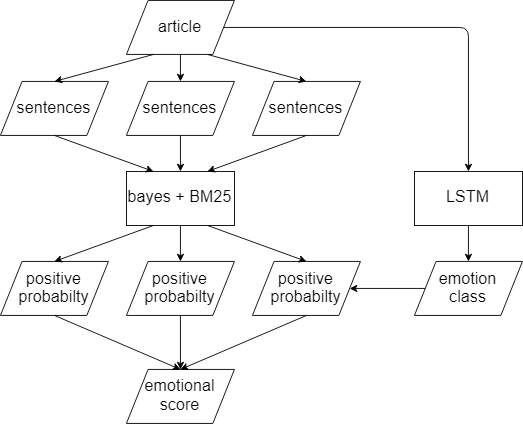 article
sentences
sentences
sentences
bayes + BM25
LSTM
positive
probabilty
positive
probabilty
positive
probabilty
emotion
class
emotional
score